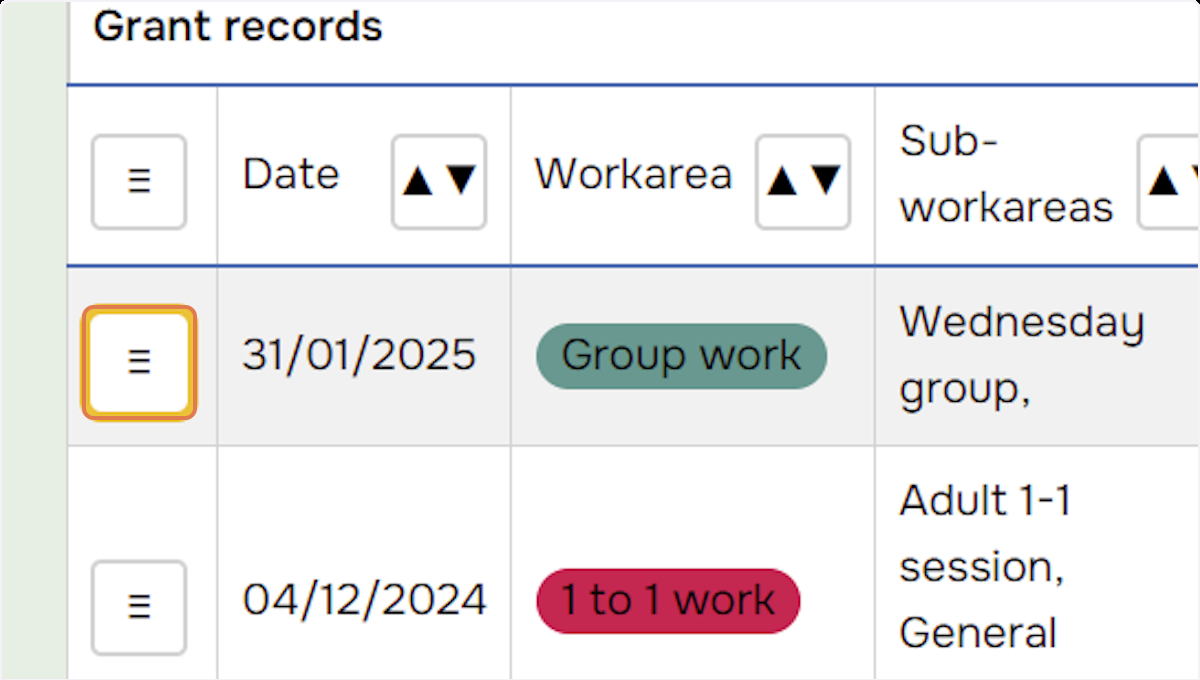 Grant records
☰ Date ▲▼ Workarea ▲▼ Sub-
workareas ▲
☰ 31/01/2025 Group work Wednesday
group,
☰ 04/12/2024 1 to 1 work Adult 1-1
session,
General